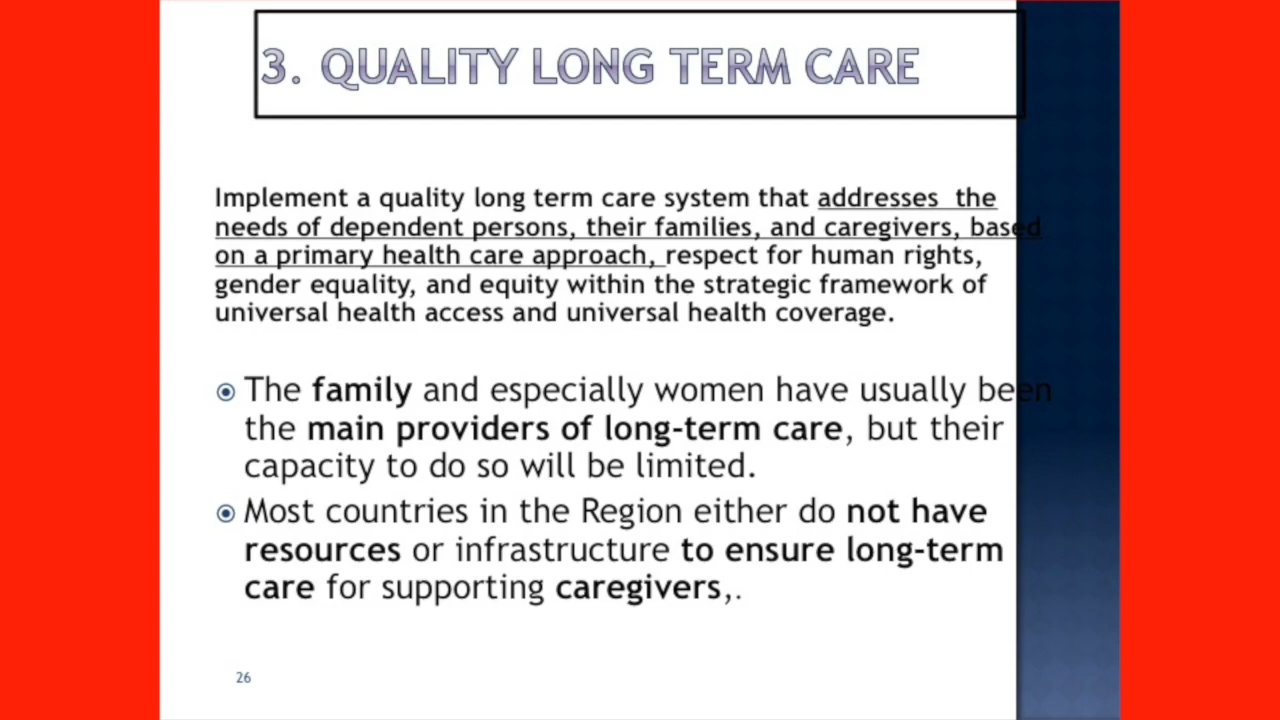 3. QUALITY LONG TERM CARE
Implement a quality long term care system that addresses the
needs of dependent persons, their families, and caregivers, based
on a primary health care approach, respect for human rights,
gender equality, and equity within the strategic framework of
universal health access and universal health coverage.
The family and especially women have usually been
the main providers of long-term care, but their
capacity to do so will be limited.
Most countries in the Region either do not have
resources or infrastructure to ensure long-term
care for supporting caregivers,.
26